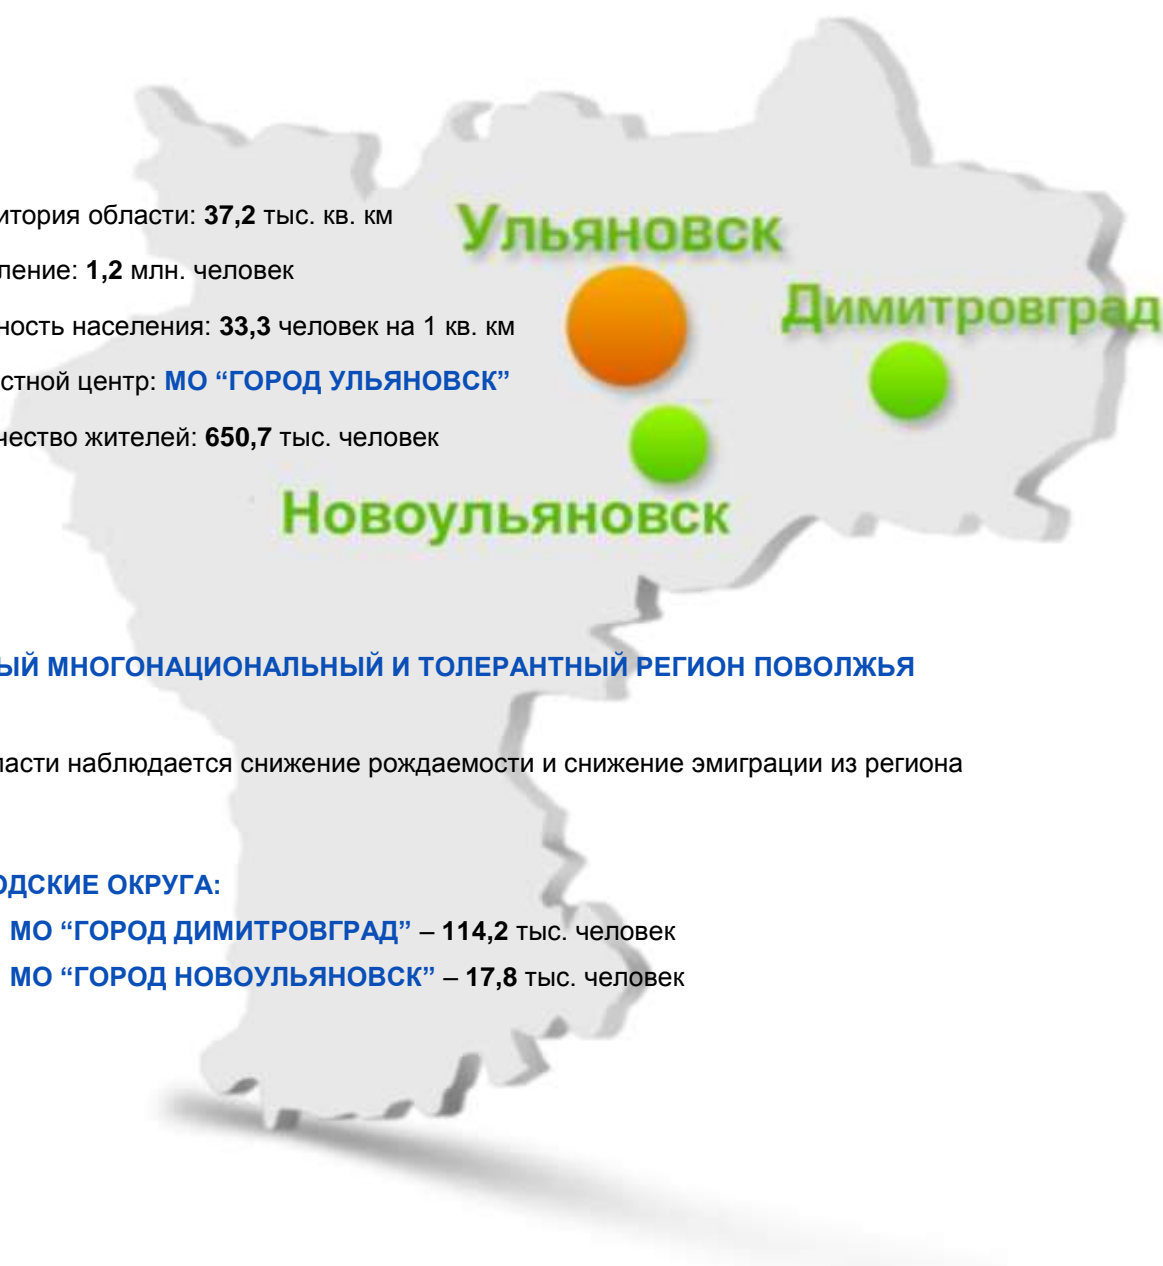 итория области: 37,2 тыс. кв. км
Ульяновск
ление: 1,2 млн. человек
Димитровград
ность населения: 33,3 человек на 1 кв. км
стной центр: МО “ГОРОД УЛЬЯНОВСК”
чество жителей: 650,7 тыс. человек
Новоульяновск
ЫЙ МНОГОНАЦИОНАЛЬНЫЙ И ТОЛЕРАНТНЫЙ РЕГИОН ПОВОЛЖЬЯ
ласти наблюдается снижение рождаемости и снижение эмиграции из региона
ОДСКИЕ ОКРУГА:
МО “ГОРОД ДИМИТРОВГРАД” – 114,2 тыс. человек
МО “ГОРОД НОВОУЛЬЯНОВСК” – 17,8 тыс. человек